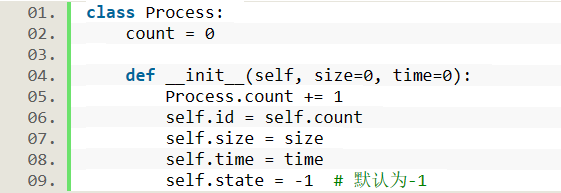 01. class Process:
02.     count = 0
03.
04.     def __init__(self, size=0, time=0):
05.         Process.count += 1
06.         self.id = self.count
07.         self.size = size
08.         self.time = time
09.         self.state = -1  # 默认为-1